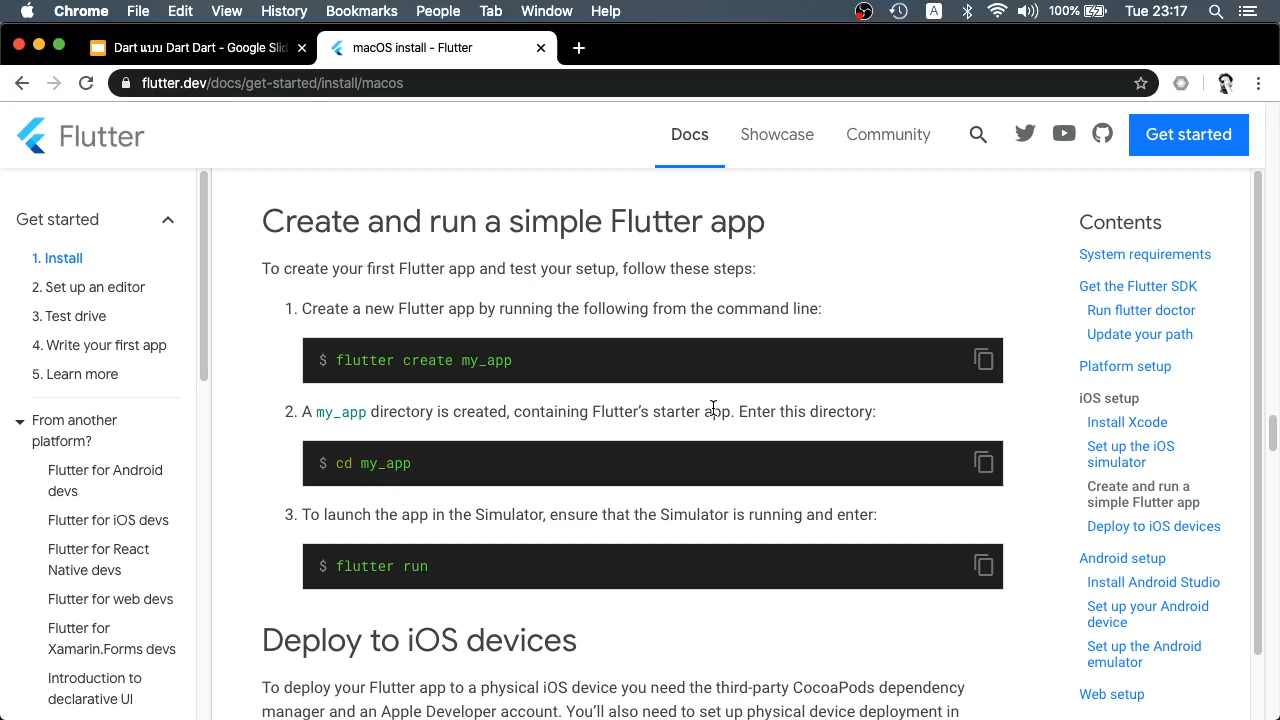 Chrome File Edit View History Bookmarks People Tab Window Help A 100% Tue 23:17
Dart แบบ Dart Dart - Google Slid macOS install - Flutter
flutter.dev/docs/get-started/install/macos
Flutter Docs Showcase Community Get started
Get started
1. Install
2. Set up an editor
3. Test drive
4. Write your first app
5. Learn more
From another
platform?
Flutter for Android
devs
Flutter for iOS devs
Flutter for React
Native devs
Flutter for web devs
Flutter for
Xamarin.Forms devs
Introduction to
declarative UI
Create and run a simple Flutter app
To create your first Flutter app and test your setup, follow these steps:
1. Create a new Flutter app by running the following from the command line:
$ flutter create my_app
2. A my_app directory is created, containing Flutter’s starter app. Enter this directory:
$ cd my_app
3. To launch the app in the Simulator, ensure that the Simulator is running and enter:
$ flutter run
Deploy to iOS devices
To deploy your Flutter app to a physical iOS device you need the third-party CocoaPods dependency
manager and an Apple Developer account. You’ll also need to set up physical device deployment in
Contents
System requirements
Get the Flutter SDK
Run flutter doctor
Update your path
Platform setup
iOS setup
Install Xcode
Set up the iOS
simulator
Create and run a
simple Flutter app
Deploy to iOS devices
Android setup
Install Android Studio
Set up your Android
device
Set up the Android
emulator
Web setup